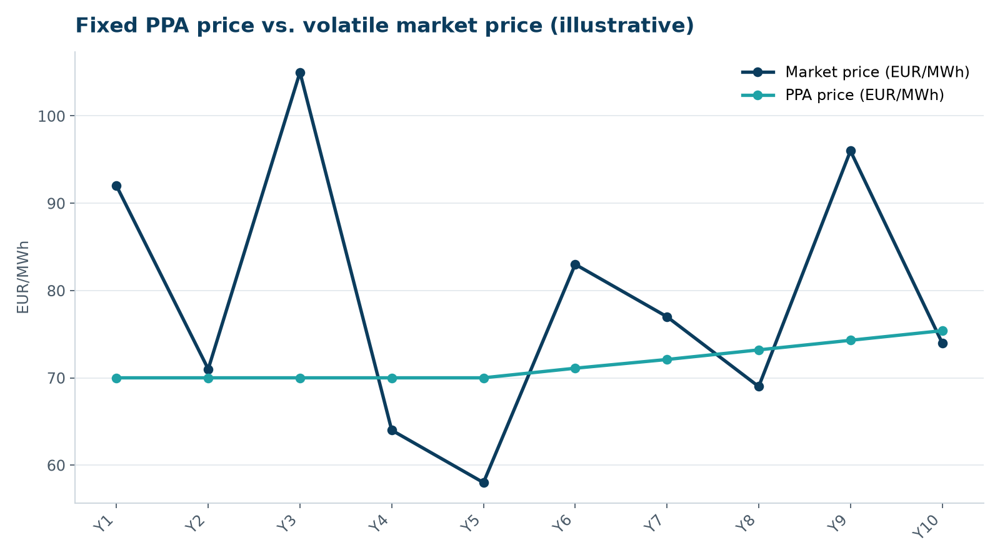 Fixed PPA price vs. volatile market price (illustrative)
Market price (EUR/MWh)
PPA price (EUR/MWh)
EUR/MWh
100
90
80
70
60
Y1
Y2
Y3
Y4
Y5
Y6
Y7
Y8
Y9
Y10